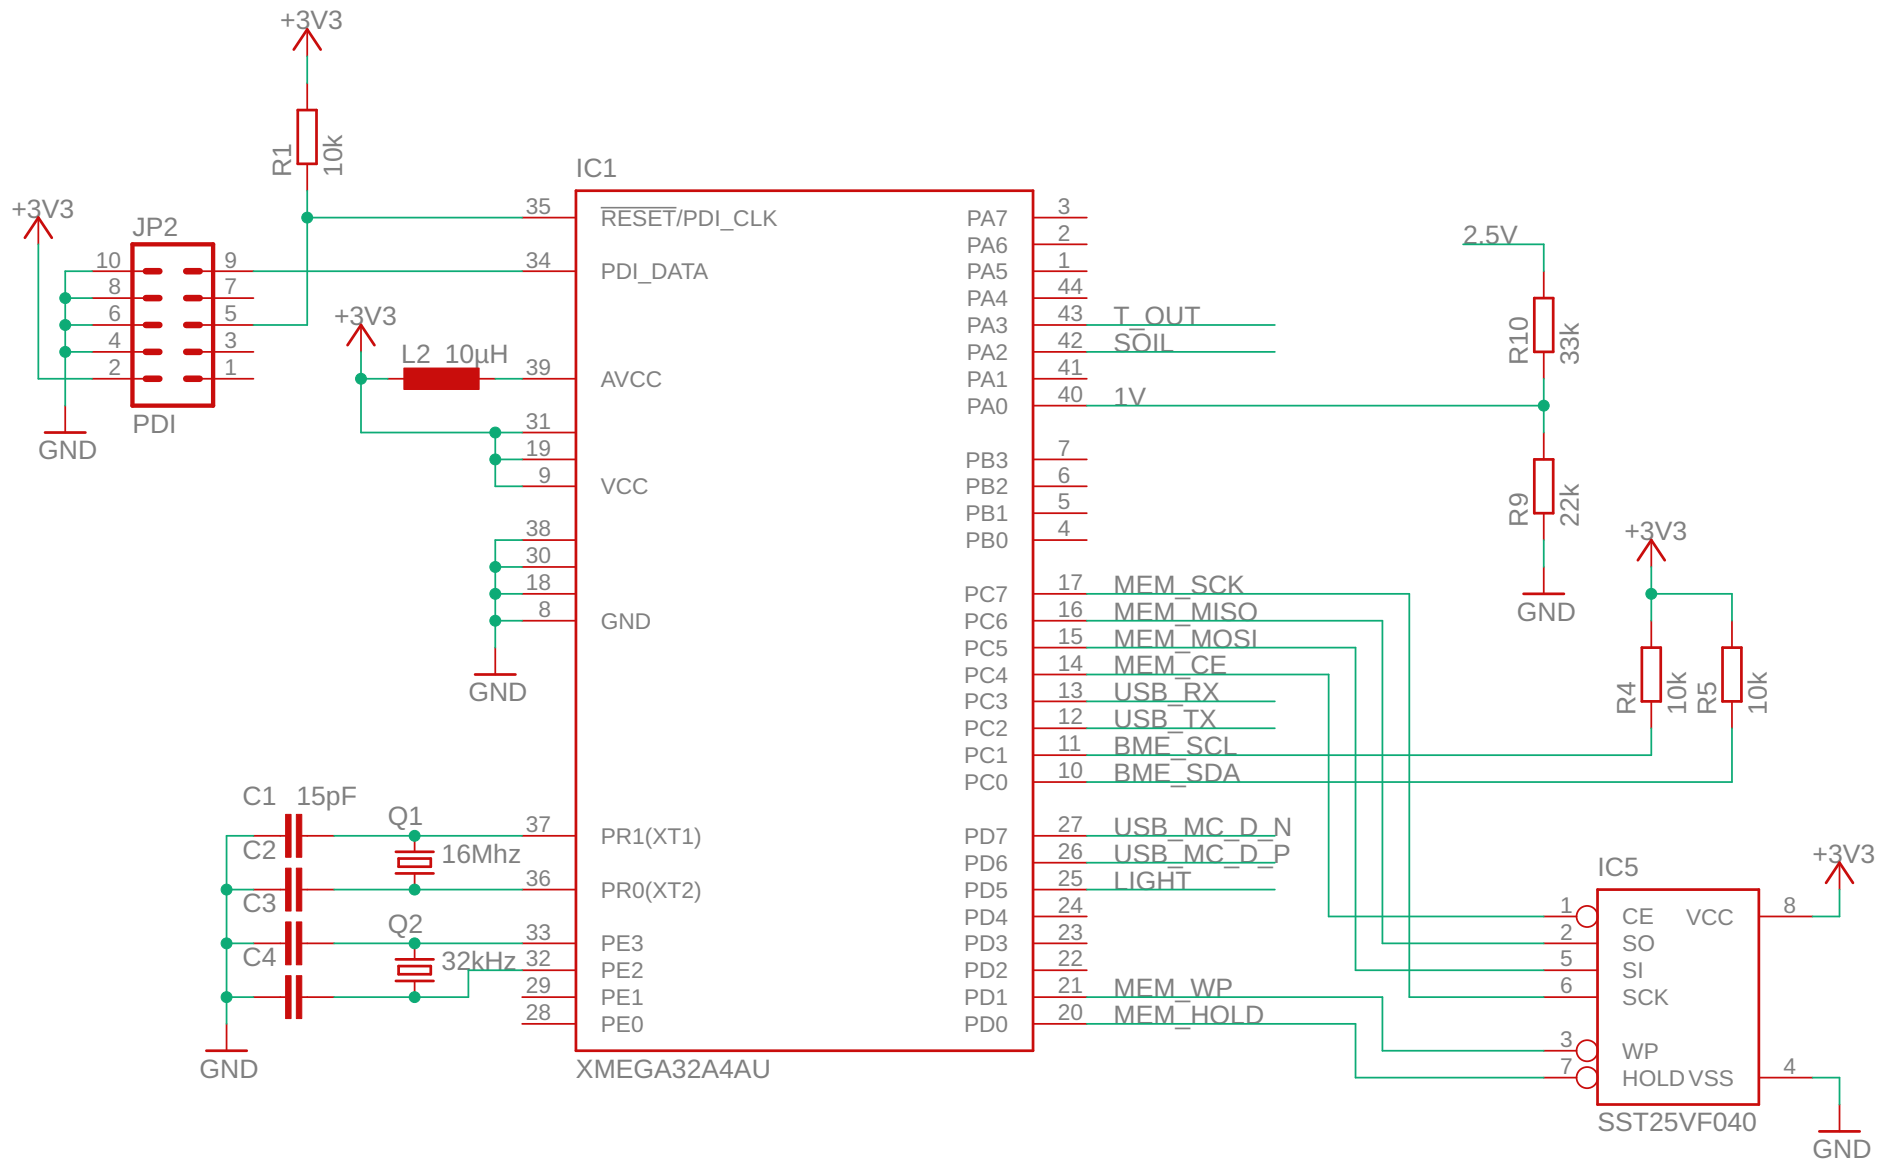 +3V3
R1
10k
+3V3
JP2
10
9
8
7
6
5
4
3
2
1
PDI
GND
+3V3
L2 10µH
IC1
35
RESET/PDI_CLK
34
PDI_DATA
39
AVCC
31
19
9
VCC
38
30
18
8
GND
GND
C1 15pF
C2
C3
C4
GND
Q1
16Mhz
Q2
32kHz
37
PR1(XT1)
36
PR0(XT2)
33
PE3
32
PE2
29
PE1
28
PE0
XMEGA32A4AU
PA7
3
PA6
2
PA5
1
PA4
44
PA3
43
T_OUT
PA2
42
SOIL
PA1
41
PA0
40
1V
PB3
7
PB2
6
PB1
5
PB0
4
PC7
17
MEM_SCK
PC6
16
MEM_MISO
PC5
15
MEM_MOSI
PC4
14
MEM_CE
PC3
13
USB_RX
PC2
12
USB_TX
PC1
11
BME_SCL
PC0
10
BME_SDA
PD7
27
USB_MC_D_N
PD6
26
USB_MC_D_P
PD5
25
LIGHT
PD4
24
PD3
23
PD2
22
PD1
21
MEM_WP
PD0
20
MEM_HOLD
2.5V
R10
33k
R9
22k
GND
+3V3
R4
10k
R5
10k
IC5
+3V3
1
CE
VCC
8
2
SO
5
SI
6
SCK
3
WP
7
HOLD
VSS
4
SST25VF040
GND